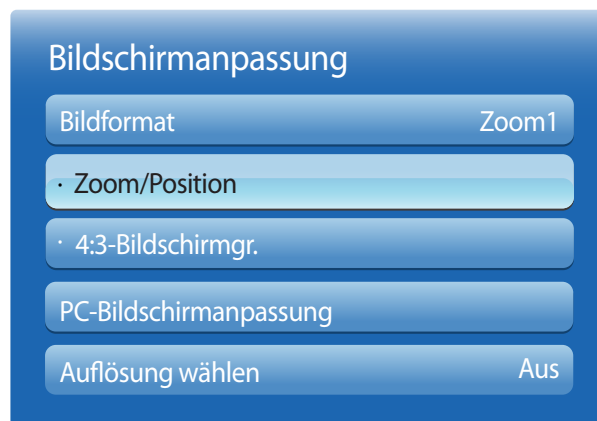 Bildschirmanpassung
Bildformat Zoom1
· Zoom/Position
· 4:3-Bildschirmgr.
PC-Bildschirmanpassung
Auflösung wählen Aus